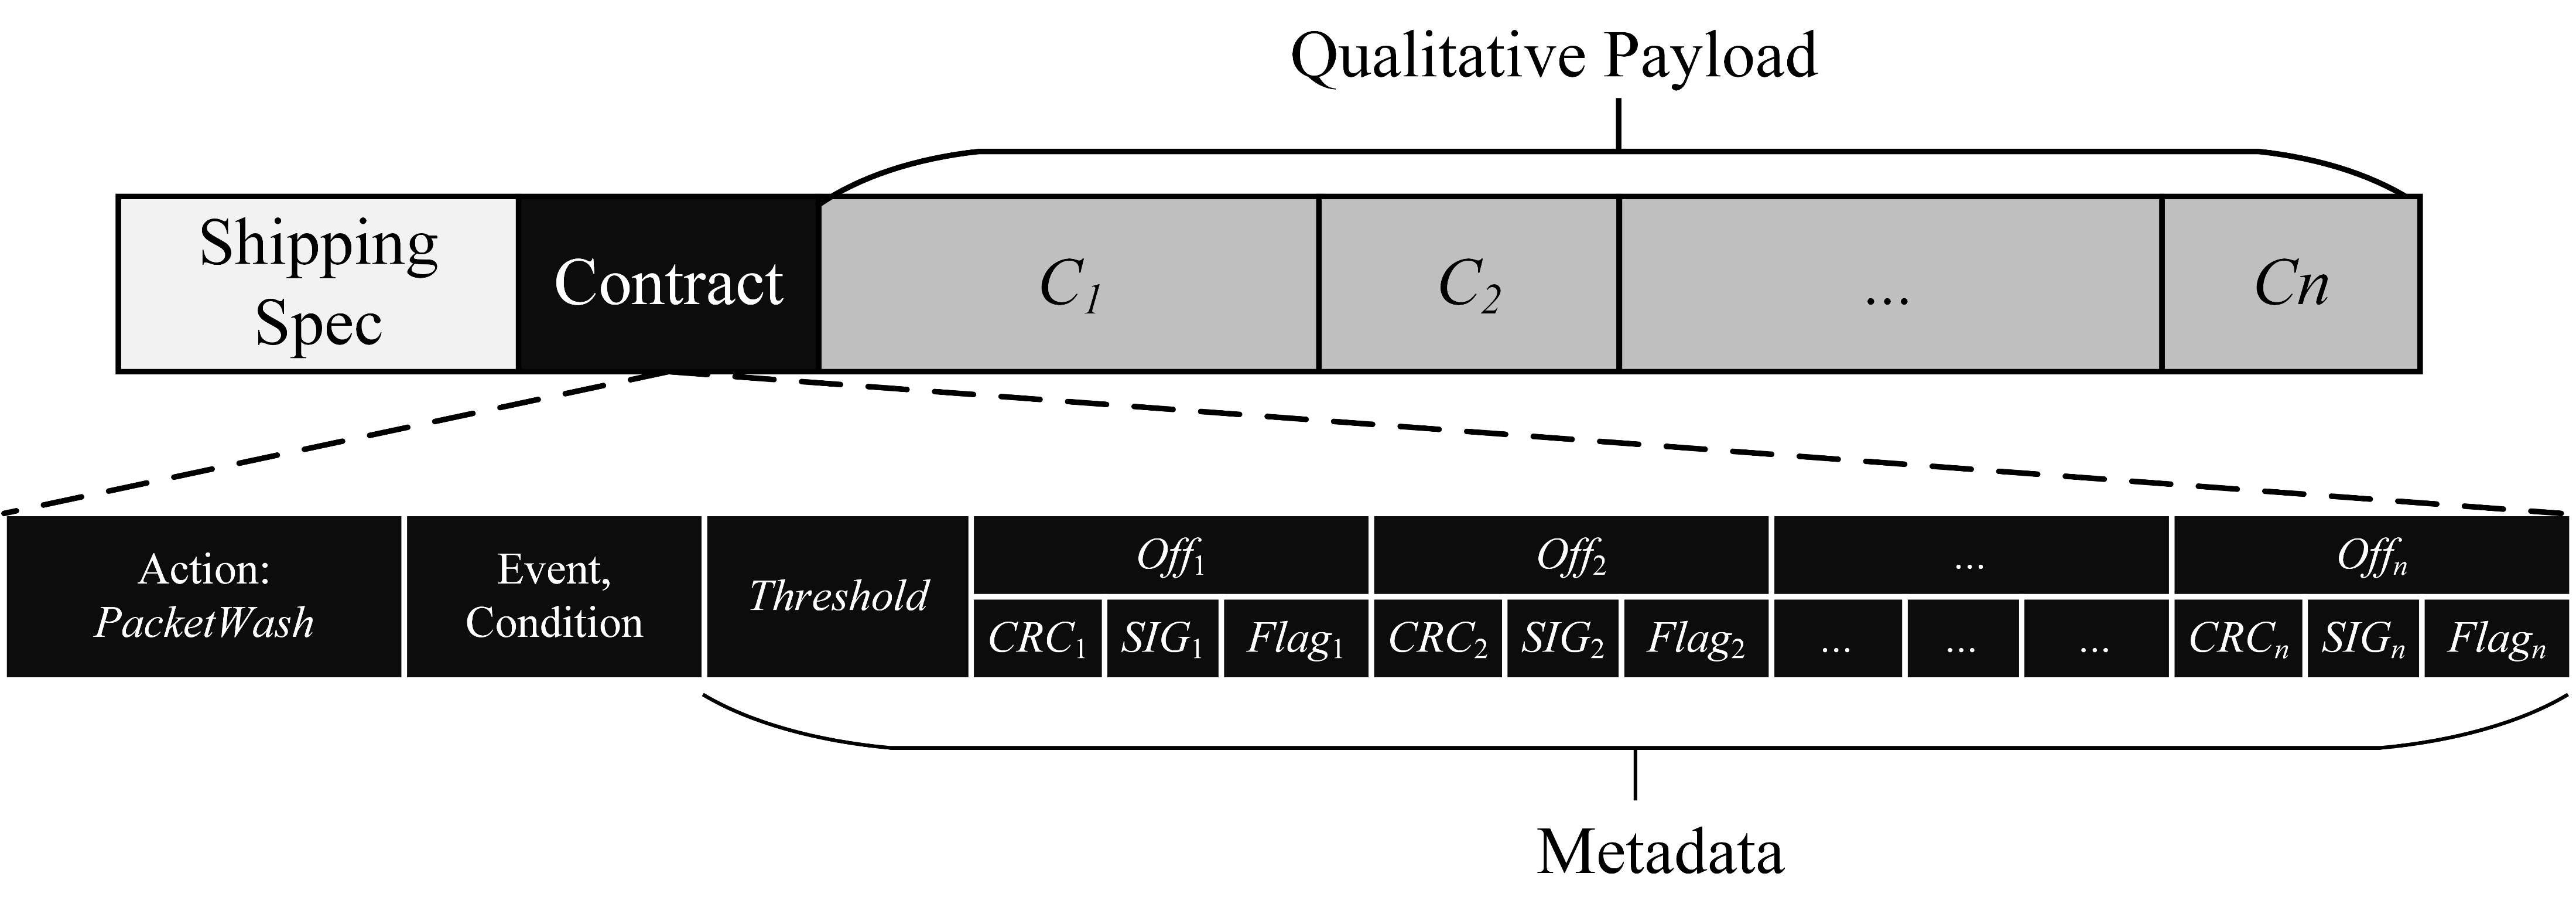 Qualitative Payload
Shipping
Spec
Contract
C1
C2
...
Cn
Action:
PacketWash
Event,
Condition
Threshold
Off1
Off2
...
Offn
CRC1
SIG1
Flag1
CRC2
SIG2
Flag2
...
...
...
CRCn
SIGn
Flagn
Metadata